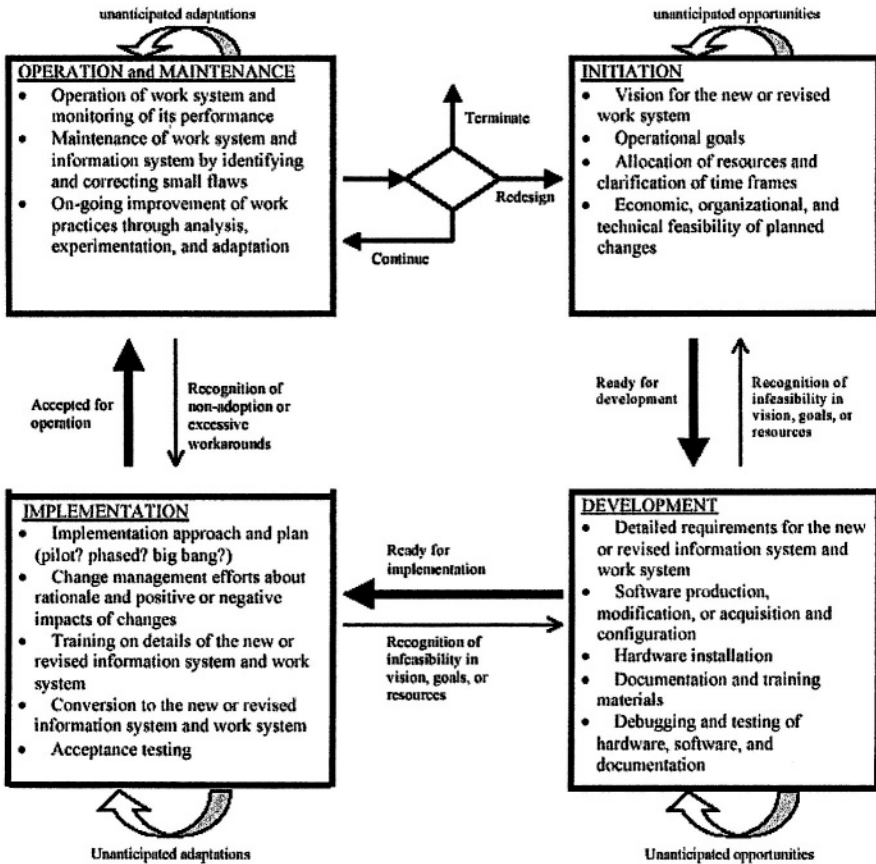 unanticipated adaptations
OPERATION and MAINTENANCE
• Operation of work system and
monitoring of its performance
• Maintenance of work system and
information system by identifying
and correcting small flaws
• On-going improvement of work
practices through analysis,
experimentation, and adaptation
Terminate
Redesign
Continue
unanticipated opportunities
INITIATION
• Vision for the new or revised
work system
• Operational goals
• Allocation of resources and
clarification of time frames
• Economic, organizational, and
technical feasibility of planned
changes
Accepted for
operation
Recognition of
non-adoption or
excessive
workarounds
Ready for
development
Recognition of
infeasibility in
vision, goals, or
resources
IMPLEMENTATION
• Implementation approach and plan
(pilot? phased? big bang?)
• Change management efforts about
rationale and positive or negative
impacts of changes
• Training on details of the new or
revised information system and work
system
• Conversion to the new or revised
information system and work system
• Acceptance testing
Ready for
implementation
Recognition of
infeasibility in
vision, goals, or
resources
DEVELOPMENT
• Detailed requirements for the new
or revised information system and
work system
• Software production,
modification, or acquisition and
configuration
• Hardware installation
• Documentation and training
materials
• Debugging and testing of
hardware, software, and
documentation
Unanticipated adaptations
Unanticipated opportunities